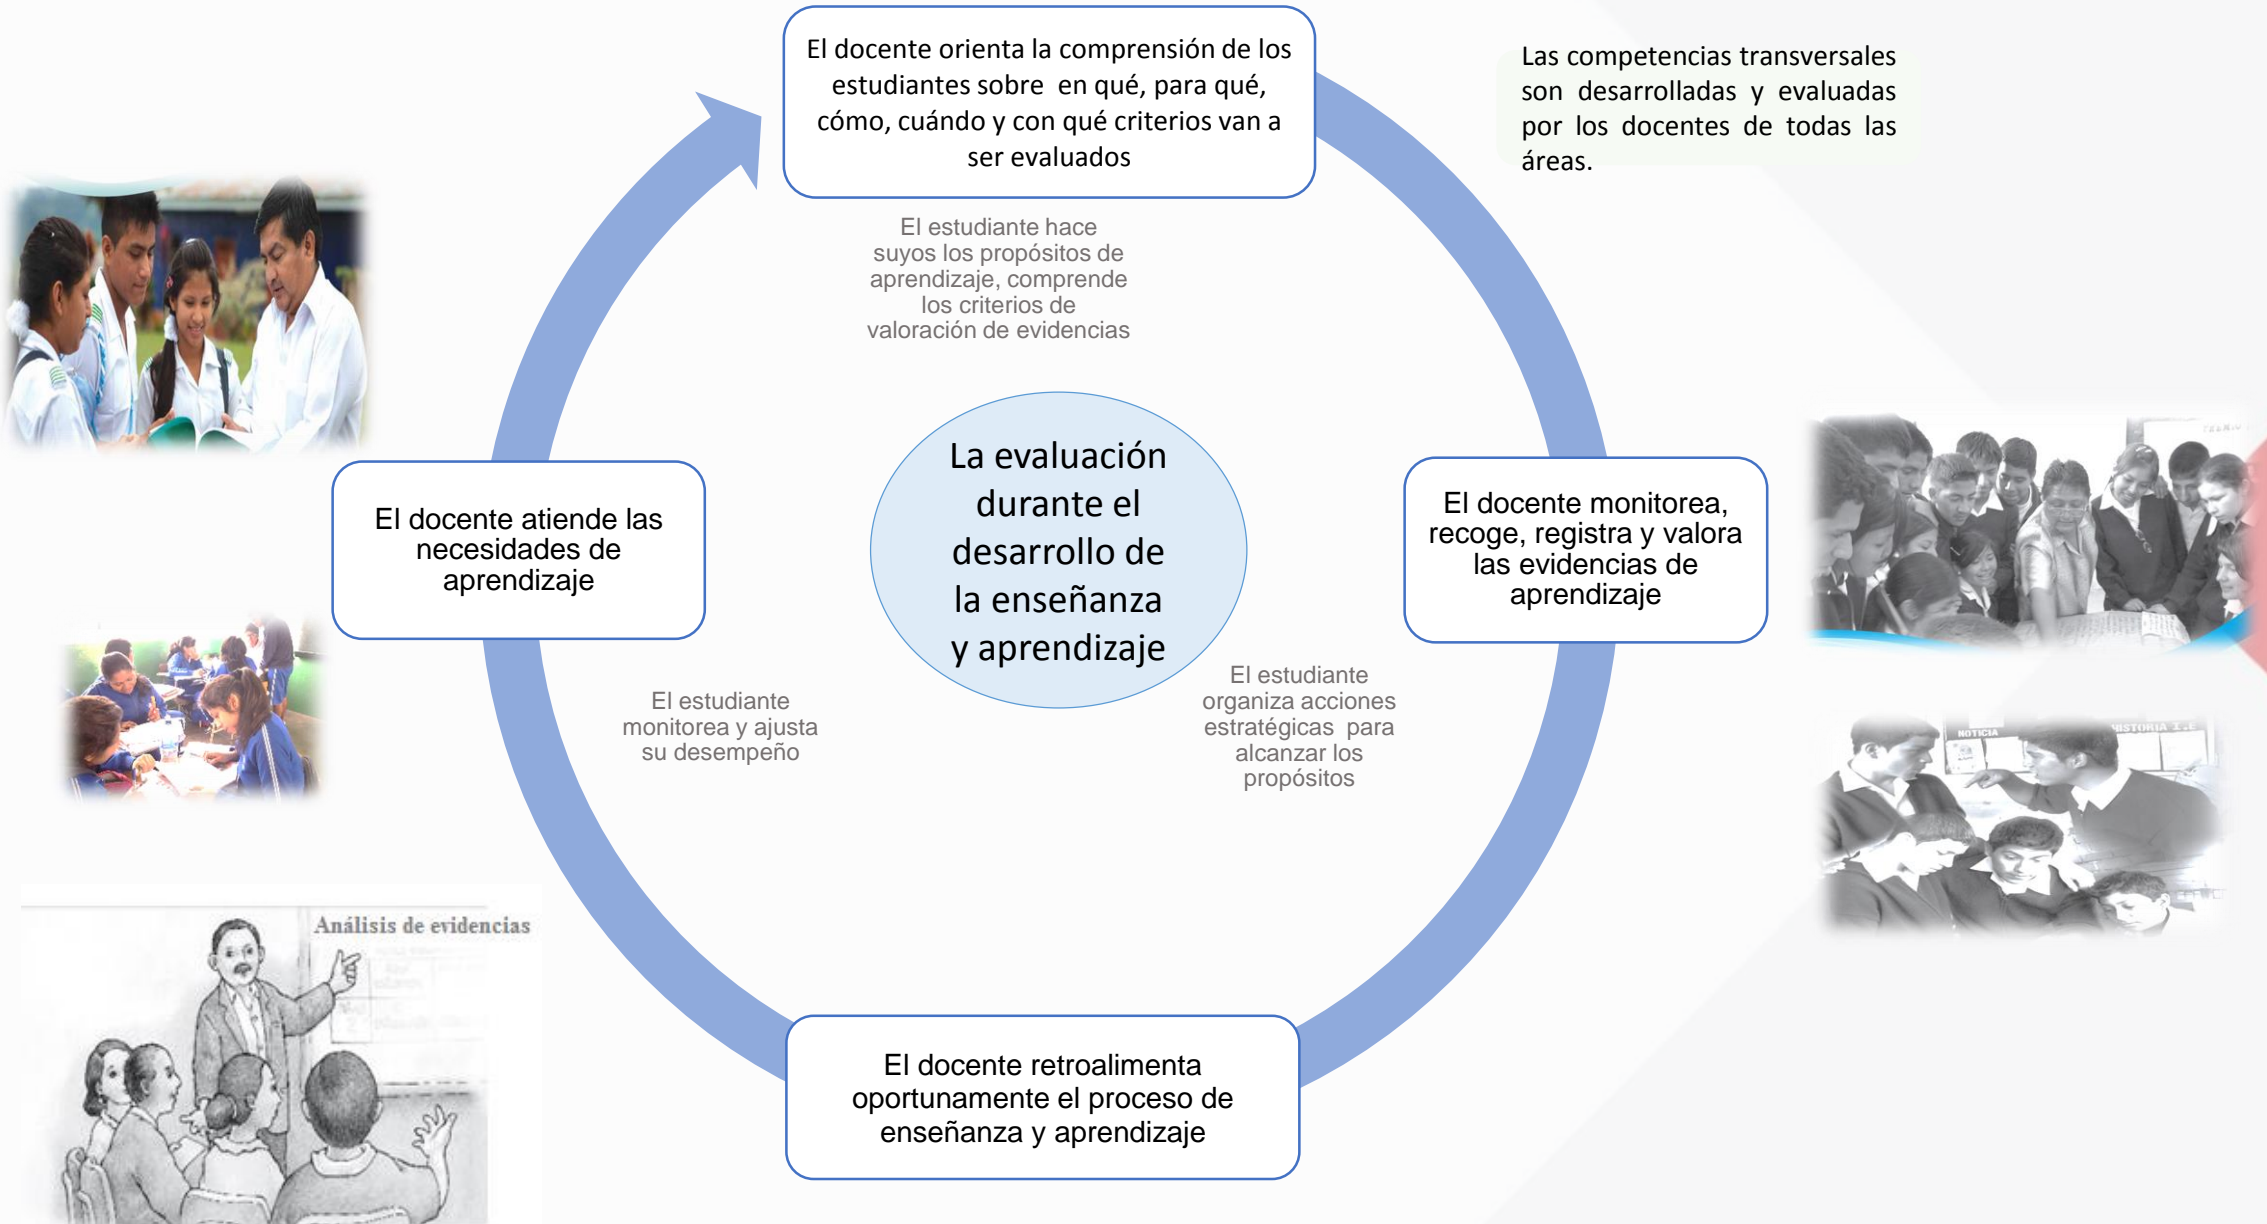 El docente orienta la comprensión de los
estudiantes sobre en qué, para qué,
cómo, cuándo y con qué criterios van a
ser evaluados
Las competencias transversales
son desarrolladas y evaluadas
por los docentes de todas las
áreas.
El estudiante hace
suyos los propósitos de
aprendizaje, comprende
los criterios de
valoración de evidencias
La evaluación
durante el
desarrollo de
la enseñanza
y aprendizaje
El docente monitorea,
recoge, registra y valora
las evidencias de
aprendizaje
El estudiante
organiza acciones
estratégicas para
alcanzar los
propósitos
El docente retroalimenta
oportunamente el proceso de
enseñanza y aprendizaje
El docente atiende las
necesidades de
aprendizaje
El estudiante
monitorea y ajusta
su desempeño
NOTICIA
HISTORIA I.E
Análisis de evidencias